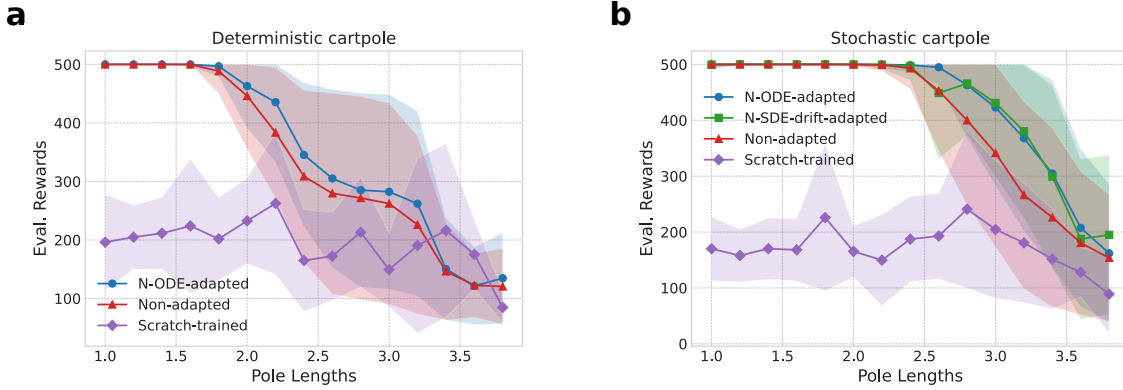 a
Deterministic cartpole
500
400
300
200
100
Eval. Rewards
N-ODE-adapted
Non-adapted
Scratch-trained
1.0 1.5 2.0 2.5 3.0 3.5
Pole Lengths
b
Stochastic cartpole
500
400
300
200
100
0
Eval. Rewards
N-ODE-adapted
N-SDE-drift-adapted
Non-adapted
Scratch-trained
1.0 1.5 2.0 2.5 3.0 3.5
Pole Lengths